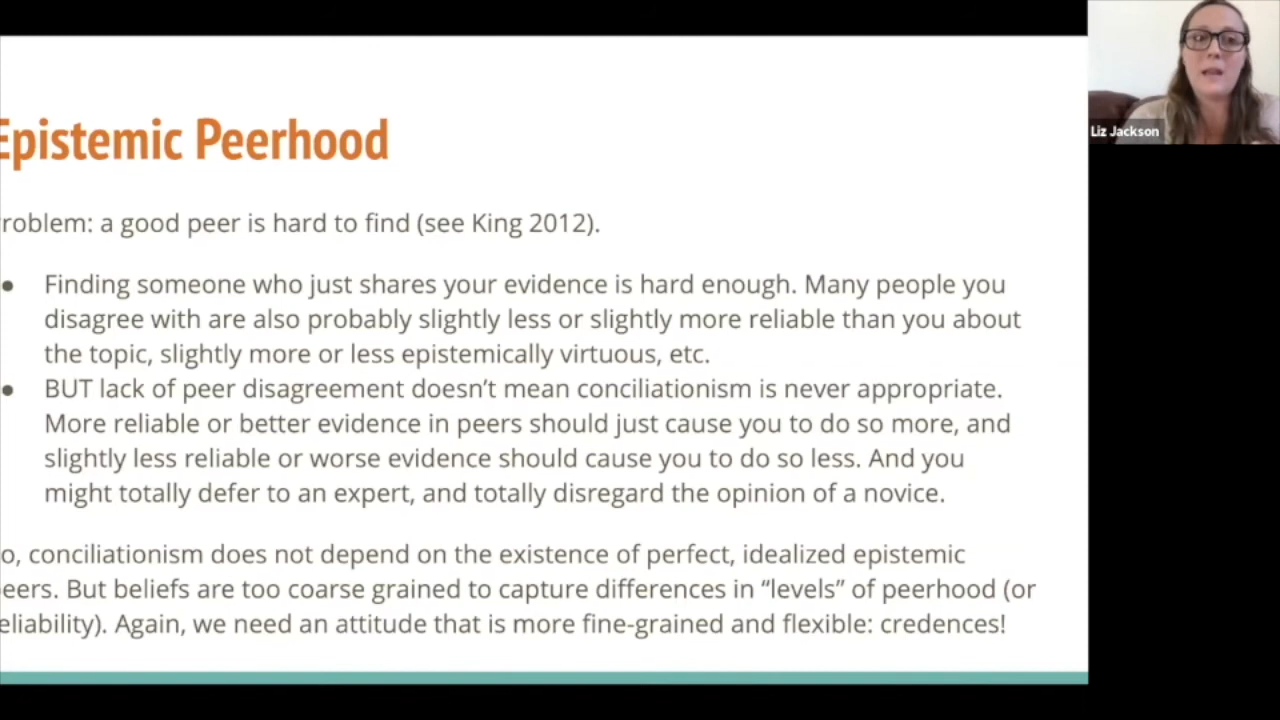 Epistemic Peerhood
roblem: a good peer is hard to find (see King 2012).
● Finding someone who just shares your evidence is hard enough. Many people you
disagree with are also probably slightly less or slightly more reliable than you about
the topic, slightly more or less epistemically virtuous, etc.
● BUT lack of peer disagreement doesn't mean conciliationism is never appropriate.
More reliable or better evidence in peers should just cause you to do so more, and
slightly less reliable or worse evidence should cause you to do so less. And you
might totally defer to an expert, and totally disregard the opinion of a novice.
o, conciliationism does not depend on the existence of perfect, idealized epistemic
eers. But beliefs are too coarse grained to capture differences in “levels” of peerhood (or
eliability). Again, we need an attitude that is more fine-grained and flexible: credences!
Liz Jackson